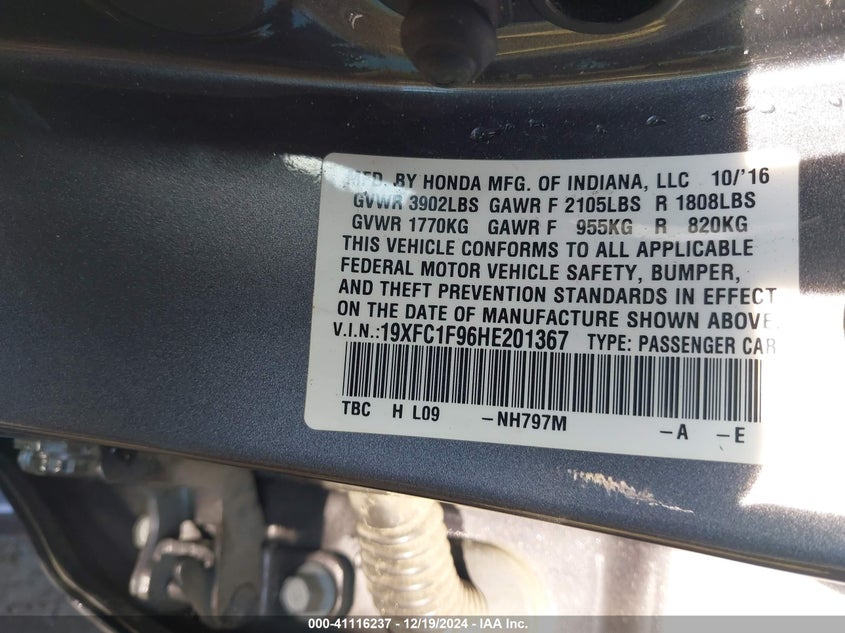 MFD. BY HONDA MFG. OF INDIANA, LLC 10/'16
GVWR 3902LBS GAWR F 2105LBS R 1808LBS
GVWR 1770KG GAWR F 955KG R 820KG
THIS VEHICLE CONFORMS TO ALL APPLICABLE
FEDERAL MOTOR VEHICLE SAFETY, BUMPER,
AND THEFT PREVENTION STANDARDS IN EFFECT
ON THE DATE OF MANUFACTURE SHOWN ABOVE.
V.I.N.:19XFC1F96HE201367 TYPE: PASSENGER CAR
TBC H L09 -NH797M -A -E
000-41116237 - 12/19/2024 - IAA Inc.